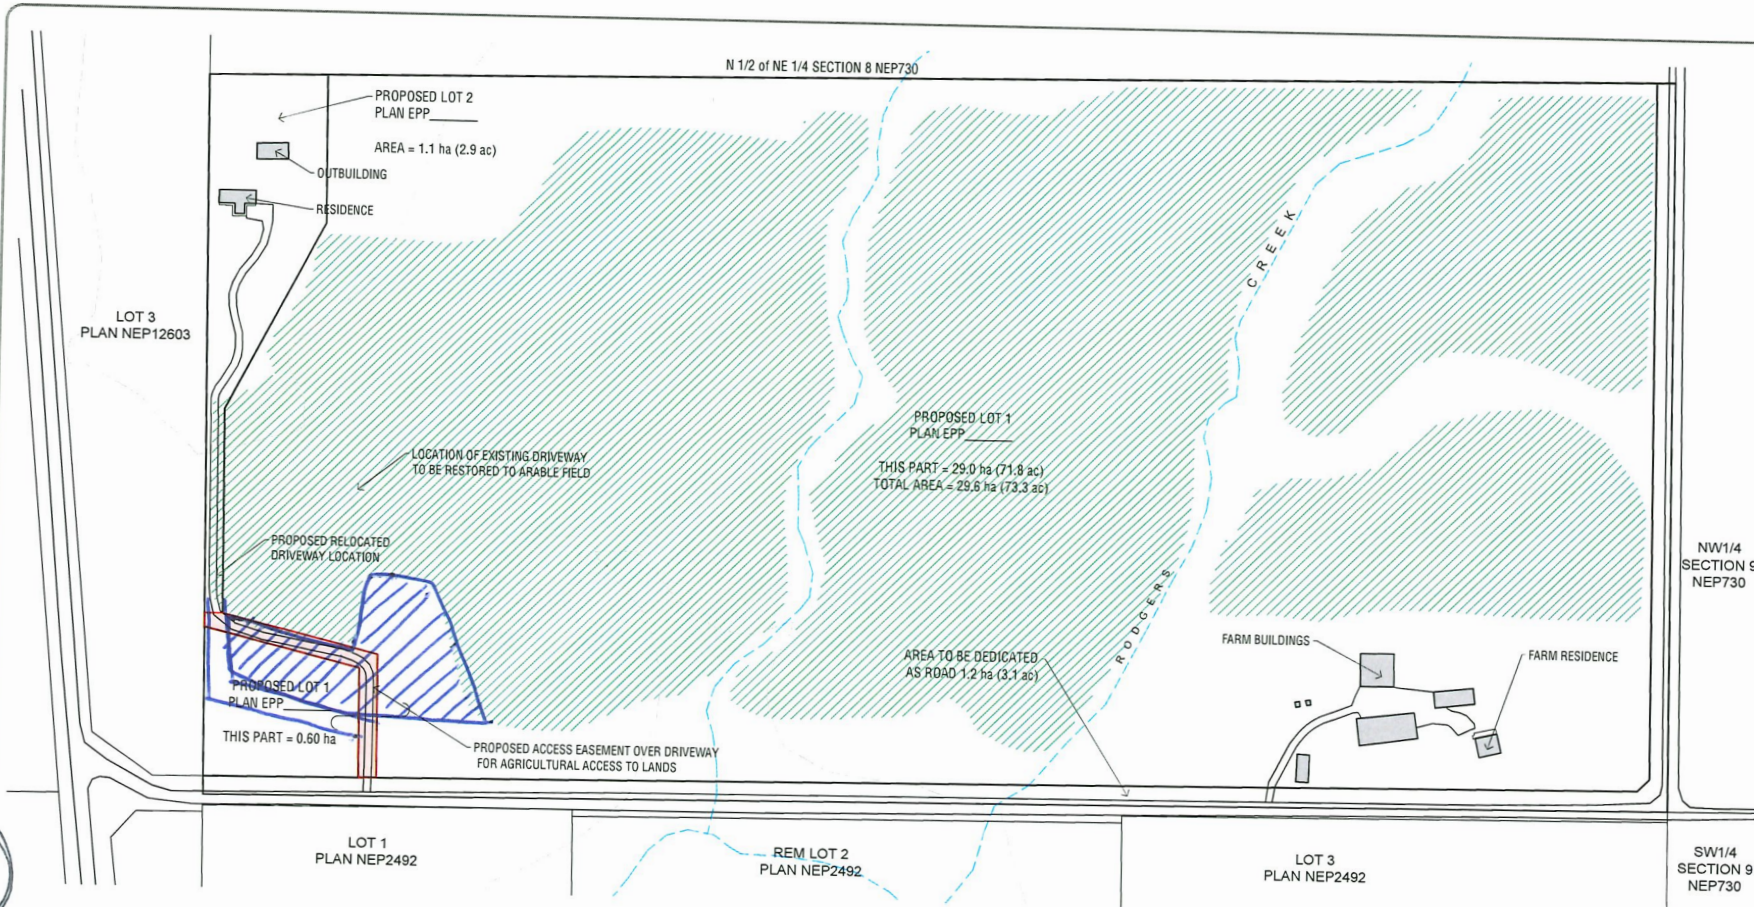 N 1/2 of NE 1/4 SECTION 8 NEP730
PROPOSED LOT 2
PLAN EPP______
AREA = 1.1 ha (2.9 ac)
OUTBUILDING
RESIDENCE
LOT 3
PLAN NEP12603
CREEK
PROPOSED LOT 1
PLAN EPP______
THIS PART = 29.0 ha (71.8 ac)
TOTAL AREA = 29.6 ha (73.3 ac)
LOCATION OF EXISTING DRIVEWAY
TO BE RESTORED TO ARABLE FIELD
PROPOSED RELOCATED
DRIVEWAY LOCATION
NW1/4
SECTION 9
NEP730
RODGERS
FARM BUILDINGS
FARM RESIDENCE
AREA TO BE DEDICATED
AS ROAD 1.2 ha (3.1 ac)
PROPOSED LOT 1
PLAN EPP______
THIS PART = 0.60 ha
PROPOSED ACCESS EASEMENT OVER DRIVEWAY
FOR AGRICULTURAL ACCESS TO LANDS
LOT 1
PLAN NEP2492
REM LOT 2
PLAN NEP2492
LOT 3
PLAN NEP2492
SW1/4
SECTION 9
NEP730